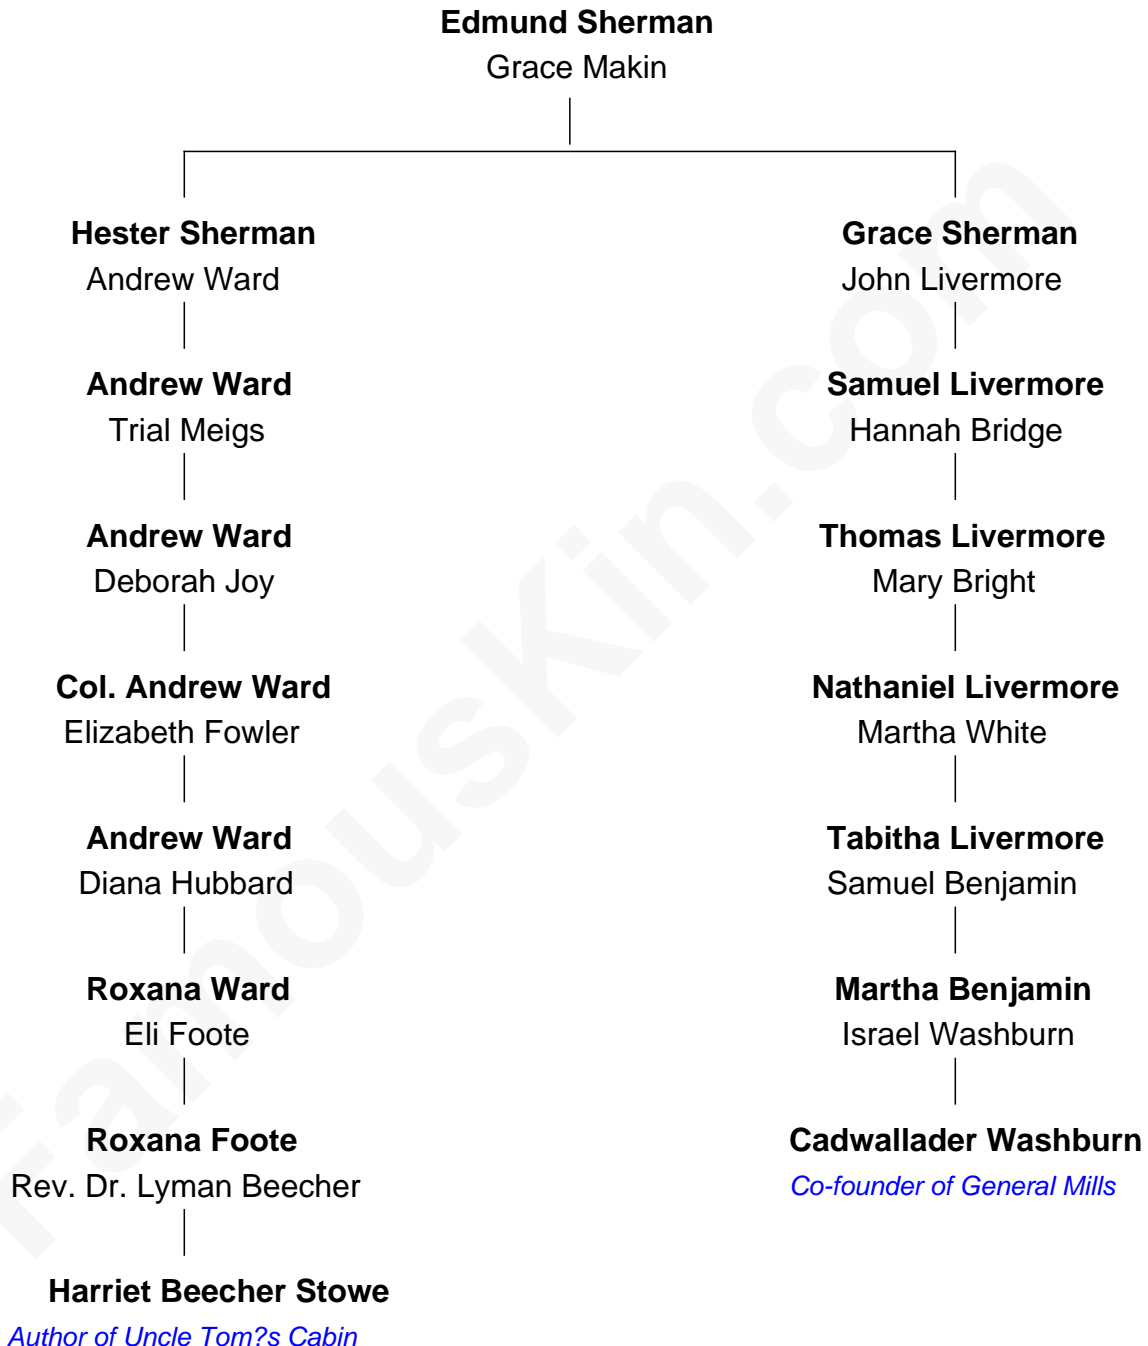 Edmund Sherman
Grace Makin
Hester Sherman
Andrew Ward
Grace Sherman
John Livermore
Andrew Ward
Trial Meigs
Samuel Livermore
Hannah Bridge
Andrew Ward
Deborah Joy
Thomas Livermore
Mary Bright
Col. Andrew Ward
Elizabeth Fowler
Nathaniel Livermore
Martha White
Andrew Ward
Diana Hubbard
Tabitha Livermore
Samuel Benjamin
Roxana Ward
Eli Foote
Martha Benjamin
Israel Washburn
Roxana Foote
Rev. Dr. Lyman Beecher
Cadwallader Washburn
Co-founder of General Mills
Harriet Beecher Stowe
Author of Uncle Tom?s Cabin
FamousKin.com